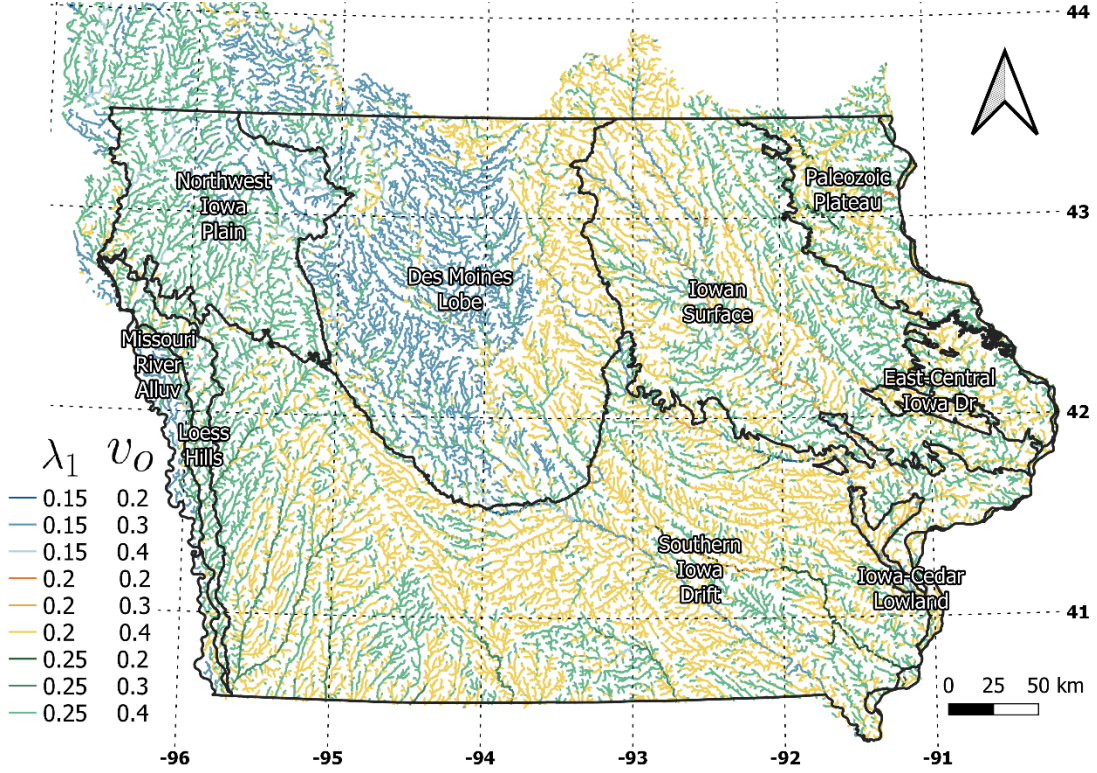 44
Northwest
Iowa
Plain
Paleozoic
Plateau
43
Des Moines
Lobe
Iowan
Surface
Missouri
River
Alluv
East-Central
Iowa Dr
42
Loess
Hills
λ₁ υ_O
0.15 0.2
0.15 0.3
0.15 0.4
0.2 0.2
0.2 0.3
0.2 0.4
0.25 0.2
0.25 0.3
0.25 0.4
Southern
Iowa
Drift
Iowa-Cedar
Lowland
41
0 25 50 km
-96 -95 -94 -93 -92 -91